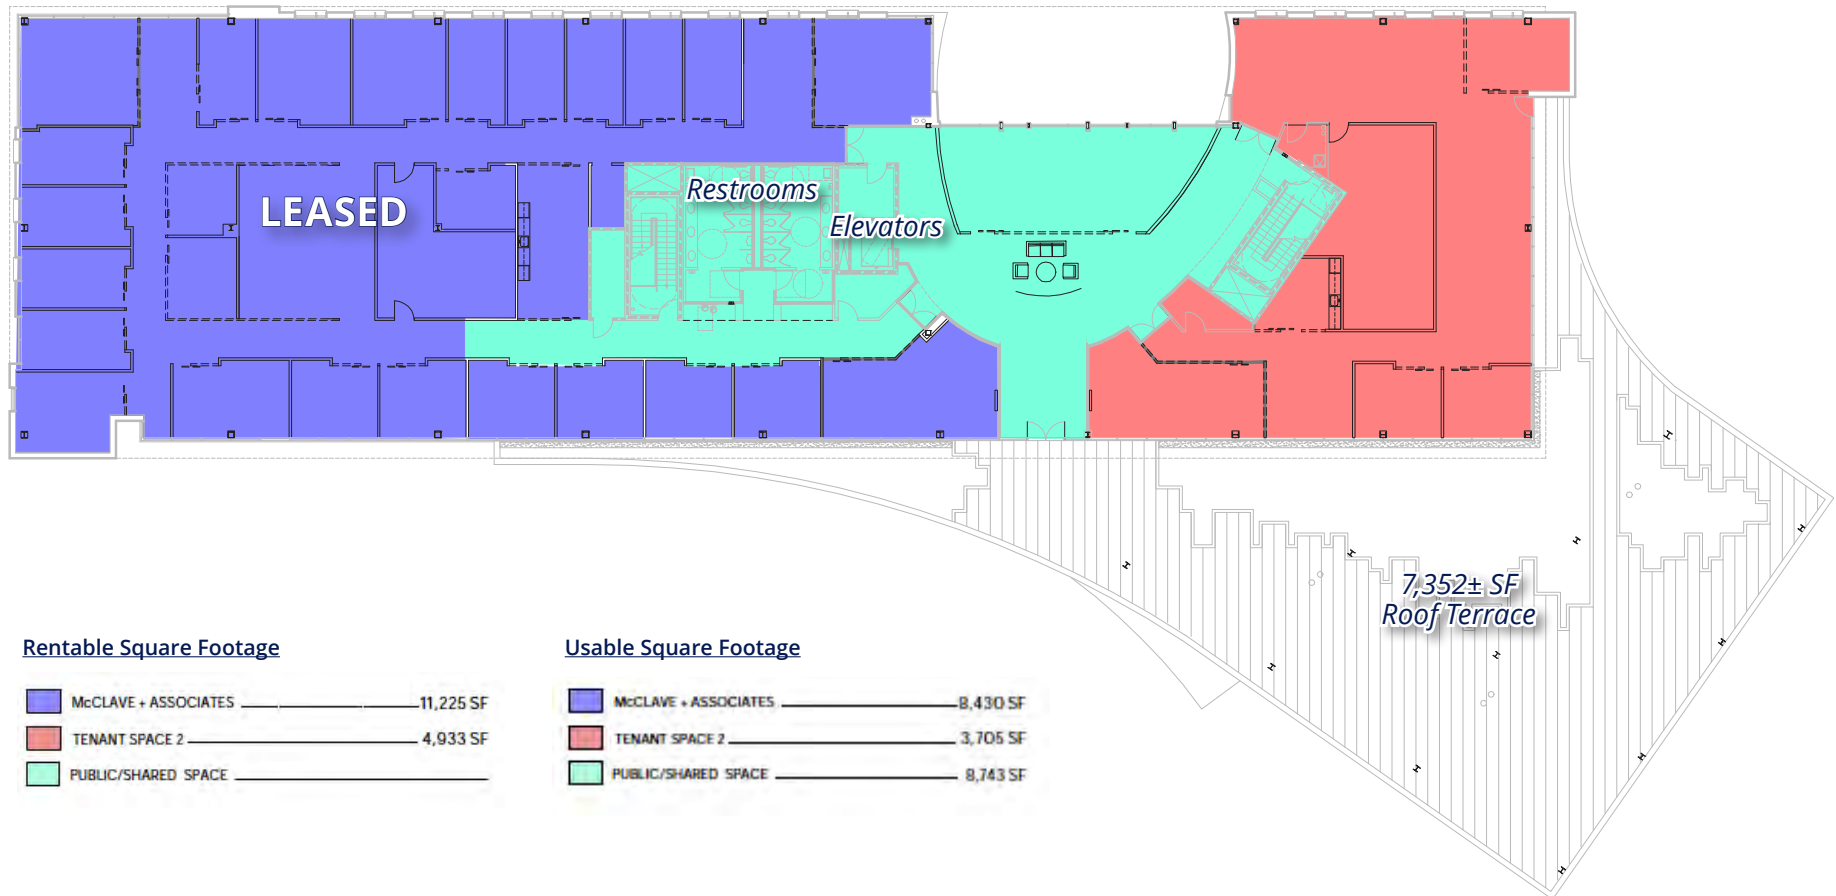 LEASED
Restrooms
Elevators
7,352± SF
Roof Terrace
Rentable Square Footage
McCLAVE + ASSOCIATES 11,225 SF
TENANT SPACE 2 4,933 SF
PUBLIC/SHARED SPACE
Usable Square Footage
McCLAVE + ASSOCIATES 8,430 SF
TENANT SPACE 2 3,705 SF
PUBLIC/SHARED SPACE 8,743 SF